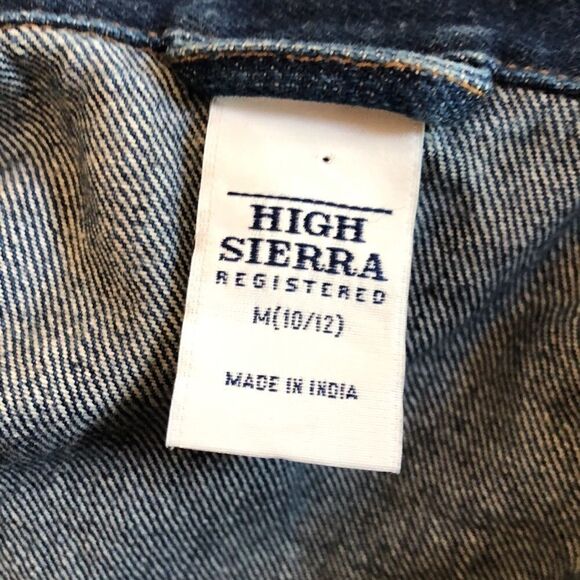 HIGH
SIERRA
REGISTERED
M(10/12)
MADE IN INDIA